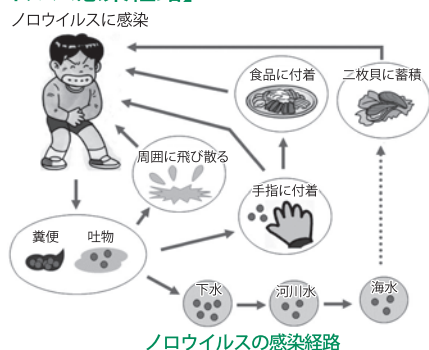 ノロウイルスに感染
食品に付着
二枚貝に蓄積
周囲に飛び散る
手指に付着
糞便
吐物
下水
河川水
海水
ノロウイルスの感染経路